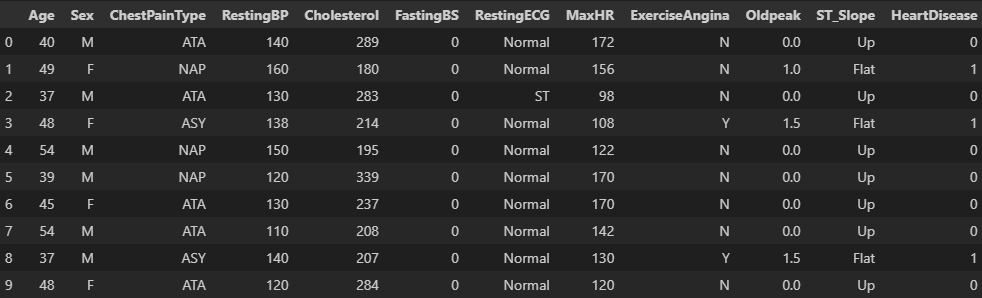 Age Sex ChestPainType RestingBP Cholesterol FastingBS RestingECG MaxHR ExerciseAngina Oldpeak ST_Slope HeartDisease
0 40 M ATA 140 289 0 Normal 172 N 0.0 Up 0
1 49 F NAP 160 180 0 Normal 156 N 1.0 Flat 1
2 37 M ATA 130 283 0 ST 98 N 0.0 Up 0
3 48 F ASY 138 214 0 Normal 108 Y 1.5 Flat 1
4 54 M NAP 150 195 0 Normal 122 N 0.0 Up 0
5 39 M NAP 120 339 0 Normal 170 N 0.0 Up 0
6 45 F ATA 130 237 0 Normal 170 N 0.0 Up 0
7 54 M ATA 110 208 0 Normal 142 N 0.0 Up 0
8 37 M ASY 140 207 0 Normal 130 Y 1.5 Flat 1
9 48 F ATA 120 284 0 Normal 120 N 0.0 Up 0